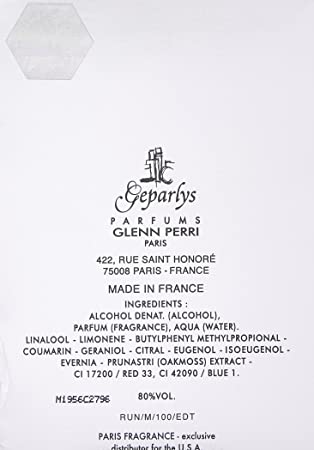 Geparlys
PARFUMS
GLENN PERRI
PARIS
422, RUE SAINT HONORÉ
75008 PARIS - FRANCE
MADE IN FRANCE
INGREDIENTS :
ALCOHOL DENAT. (ALCOHOL),
PARFUM (FRAGRANCE), AQUA (WATER).
LINALOOL - LIMONENE - BUTYLPHENYL METHYLPROPIONAL -
COUMARIN - GERANIOL - CITRAL - EUGENOL - ISOEUGENOL -
EVERNIA - PRUNASTRI (OAKMOSS) EXTRACT -
CI 17200 / RED 33, CI 42090 / BLUE 1.
M1956C2796 80%VOL.
RUN/M/100/EDT
PARIS FRAGRANCE - exclusive
distributor for the U.S.A.